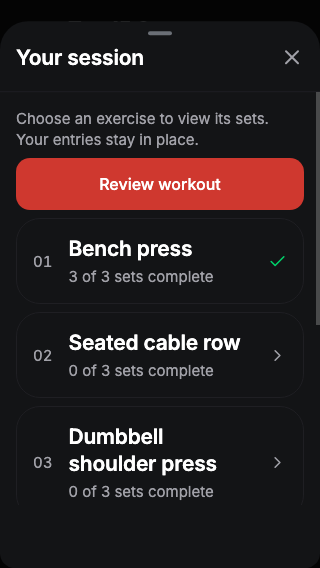 Your session
Choose an exercise to view its sets.
Your entries stay in place.
Review workout
01
Bench press
3 of 3 sets complete
02
Seated cable row
0 of 3 sets complete
03
Dumbbell
shoulder press
0 of 3 sets complete